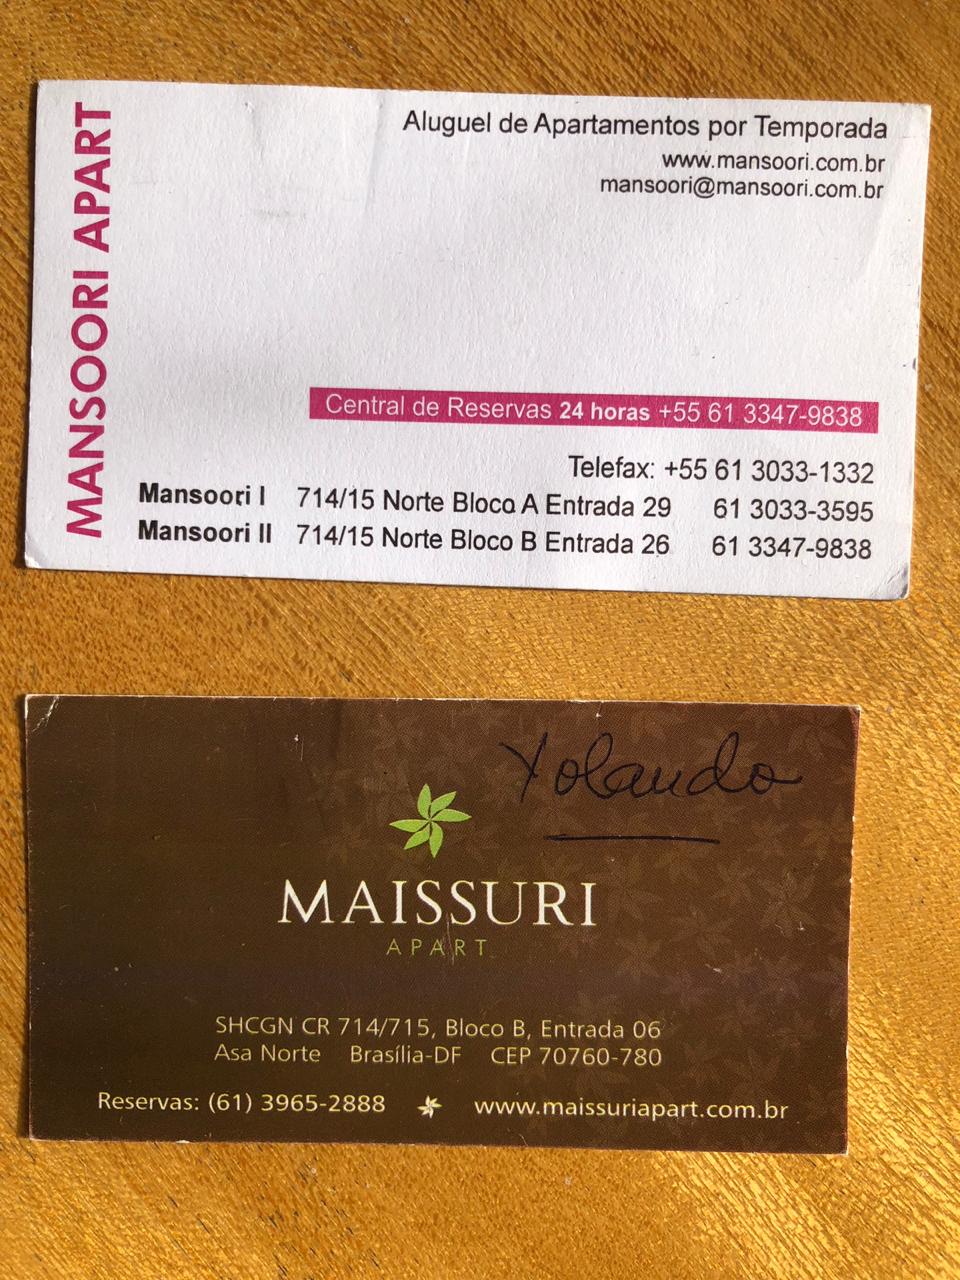 MANSOORI APART
Aluguel de Apartamentos por Temporada
www.mansoori.com.br
mansoori@mansoori.com.br
Central de Reservas 24 horas +55 61 3347-9838
Telefax: +55 61 3033-1332
Mansoori I 714/15 Norte Bloco A Entrada 29 61 3033-3595
Mansoori II 714/15 Norte Bloco B Entrada 26 61 3347-9838
Yolando
MAISSURI
APART
SHCGN CR 714/715, Bloco B, Entrada 06
Asa Norte Brasília-DF CEP 70760-780
Reservas: (61) 3965-2888 www.maissuriapart.com.br